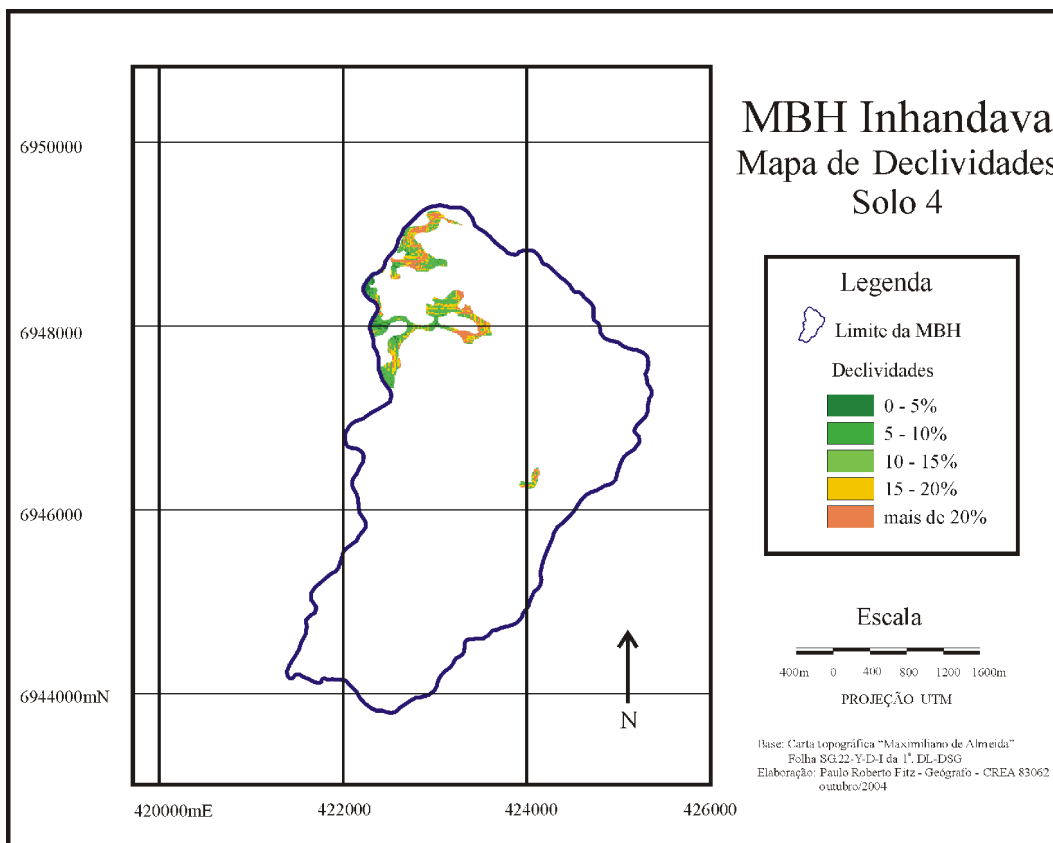 MBH Inhandava
Mapa de Declividades
Solo 4
6950000
6948000
6946000
6944000mN
420000mE
422000
424000
426000
N
Legenda
Limite da MBH
Declividades
0 - 5%
5 - 10%
10 - 15%
15 - 20%
mais de 20%
Escala
400m 0 400 800 1200 1600m
PROJEÇÃO UTM
Base: Carta topográfica “Maximiliano de Almeida”
Folha SG.22-Y-D-I da 1ª. DL-DSG
Elaboração: Paulo Roberto Fitz - Geógrafo - CREA 83062
outubro/2004